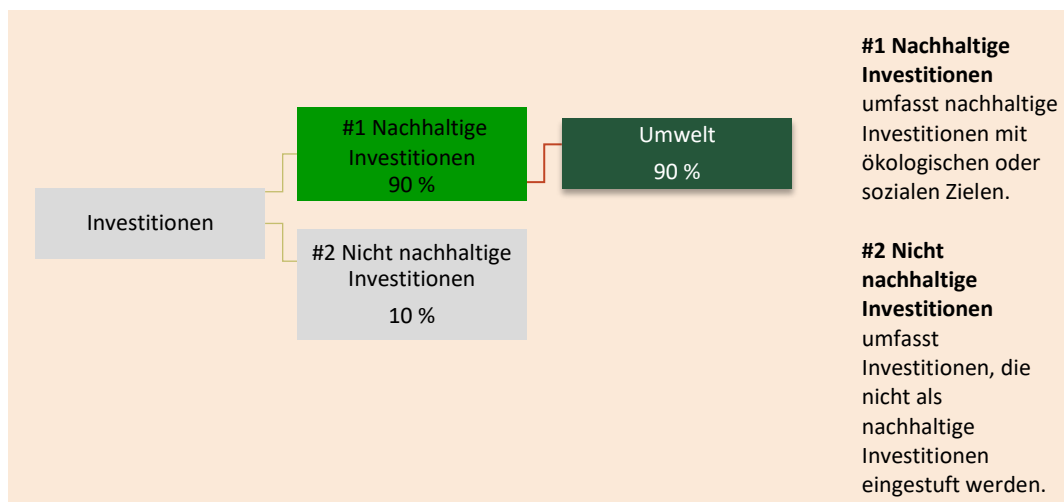 Investitionen
#1 Nachhaltige
Investitionen
90 %
Umwelt
90 %
#2 Nicht nachhaltige
Investitionen
10 %
#1 Nachhaltige
Investitionen
umfasst nachhaltige
Investitionen mit
ökologischen oder
sozialen Zielen.
#2 Nicht
nachhaltige
Investitionen
umfasst
Investitionen, die
nicht als
nachhaltige
Investitionen
eingestuft werden.